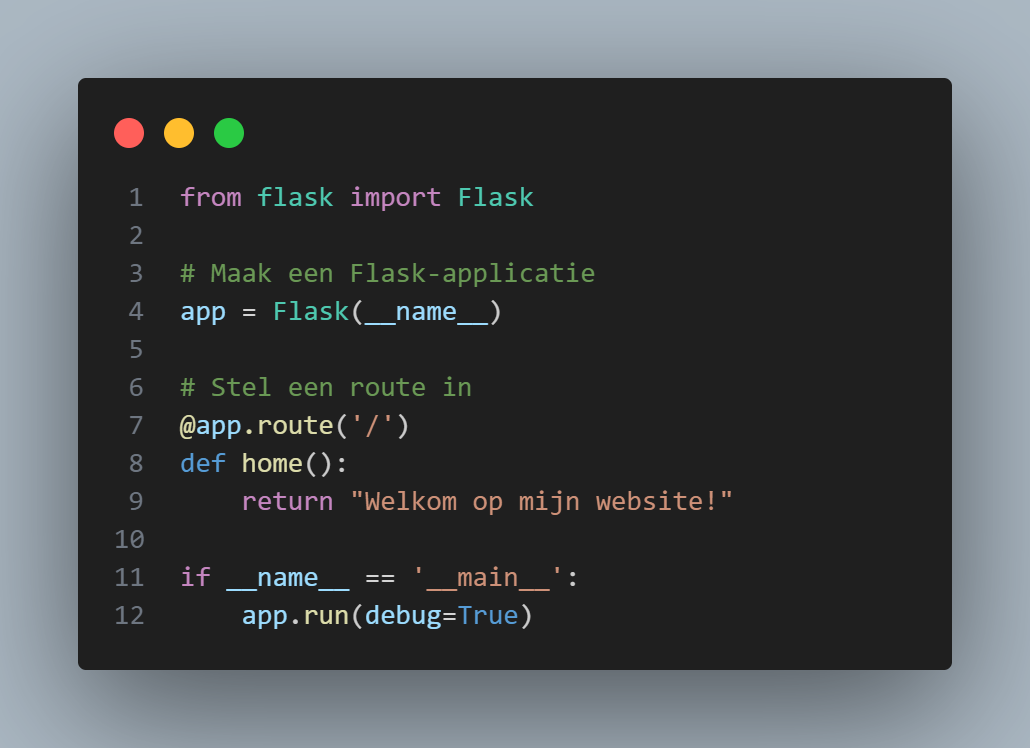 1 from flask import Flask
2
3 # Maak een Flask-applicatie
4 app = Flask(__name__)
5
6 # Stel een route in
7 @app.route('/')
8 def home():
9     return "Welkom op mijn website!"
10
11 if __name__ == '__main__':
12     app.run(debug=True)